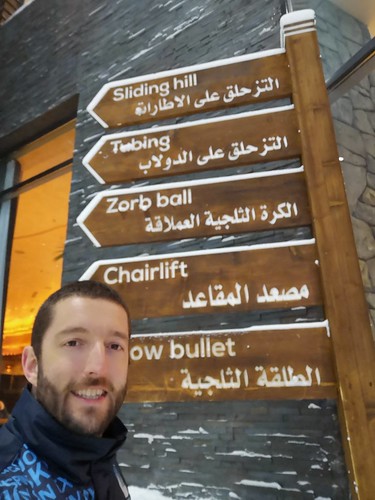 Sliding hill
التزحلق على الاطارات
Tubing
التزحلق على الدولاب
Zorb ball
الكرة الثلجية العملاقة
Chairlift
مصعد المقاعد
ow bullet
الطلقة الثلجية